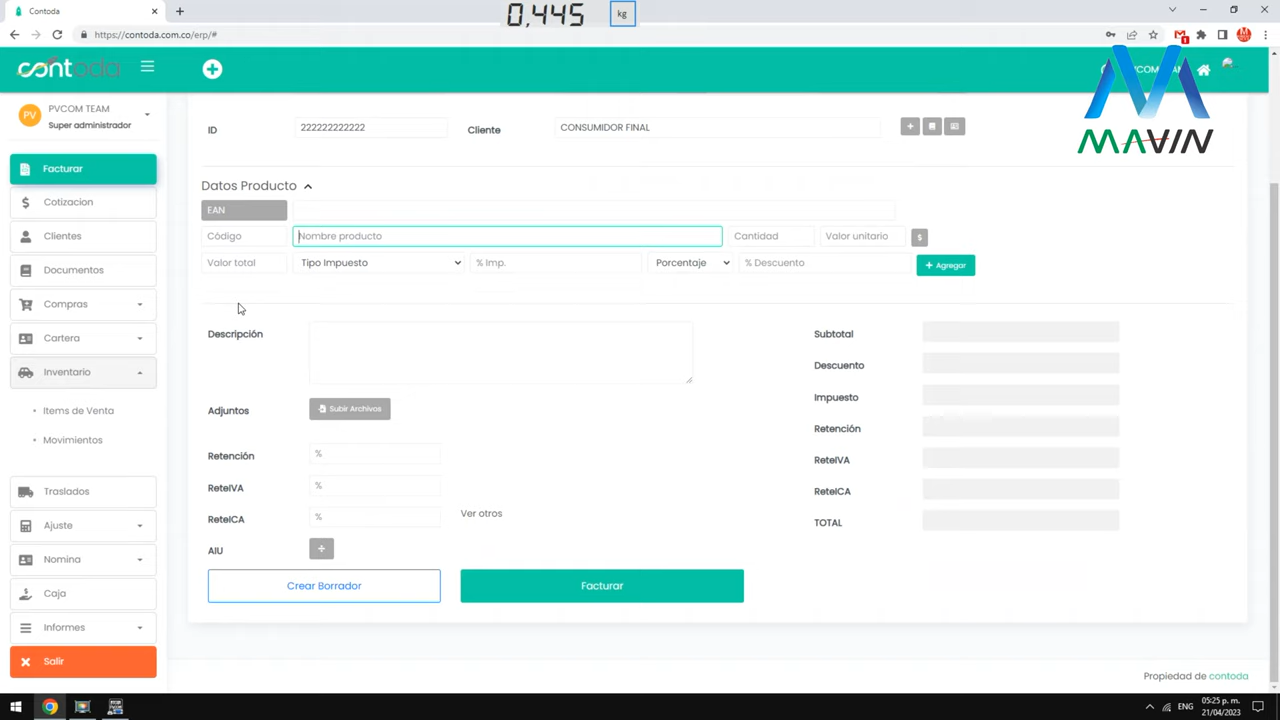 Contoda
0,445 kg
https://contoda.com.co/erp/#
contoda
PVCOM
MAVIN
PV
PVCOM TEAM
Super administrador
Facturar
Cotizacion
Clientes
Documentos
Compras
Cartera
Inventario
Items de Venta
Movimientos
Traslados
Ajuste
Nomina
Caja
Informes
Salir
ID 222222222222 Cliente CONSUMIDOR FINAL
Datos Producto
EAN
Código Nombre producto Cantidad Valor unitario $
Valor total Tipo Impuesto % Imp. Porcentaje % Descuento + Agregar
Descripción
Adjuntos Subir Archivos
Retención %
ReteIVA %
ReteICA % Ver otros
AIU +
Crear Borrador Facturar
Subtotal
Descuento
Impuesto
Retención
ReteIVA
ReteICA
TOTAL
Propiedad de contoda
ENG
05:25 p. m.
21/04/2023